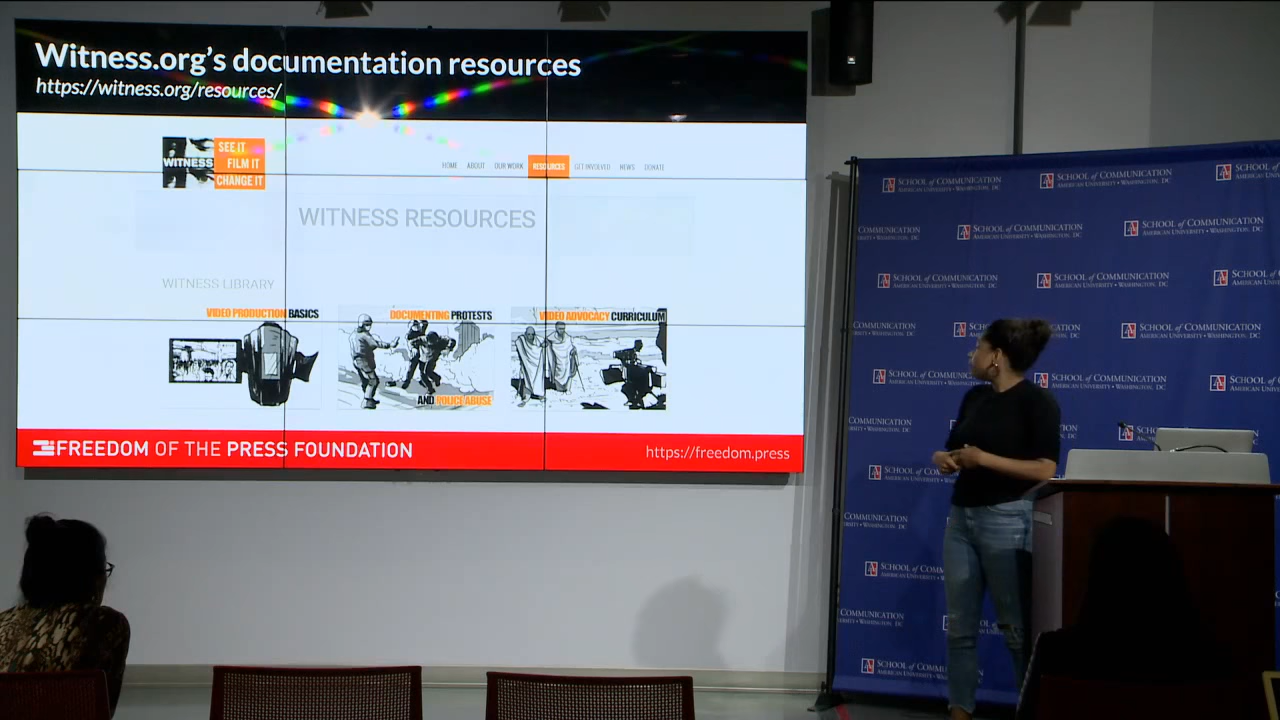 Witness.org's documentation resources
https://witness.org/resources/
WITNESS
SEE IT
FILM IT
CHANGE IT
HOME ABOUT OUR WORK RESOURCES GET INVOLVED NEWS DONATE
WITNESS RESOURCES
WITNESS LIBRARY
VIDEO PRODUCTION BASICS
DOCUMENTING PROTESTS
AND POLICE ABUSE
VIDEO ADVOCACY CURRICULUM
FREEDOM OF THE PRESS FOUNDATION
https://freedom.press
SCHOOL of COMMUNICATION
AMERICAN UNIVERSITY • WASHINGTON, DC